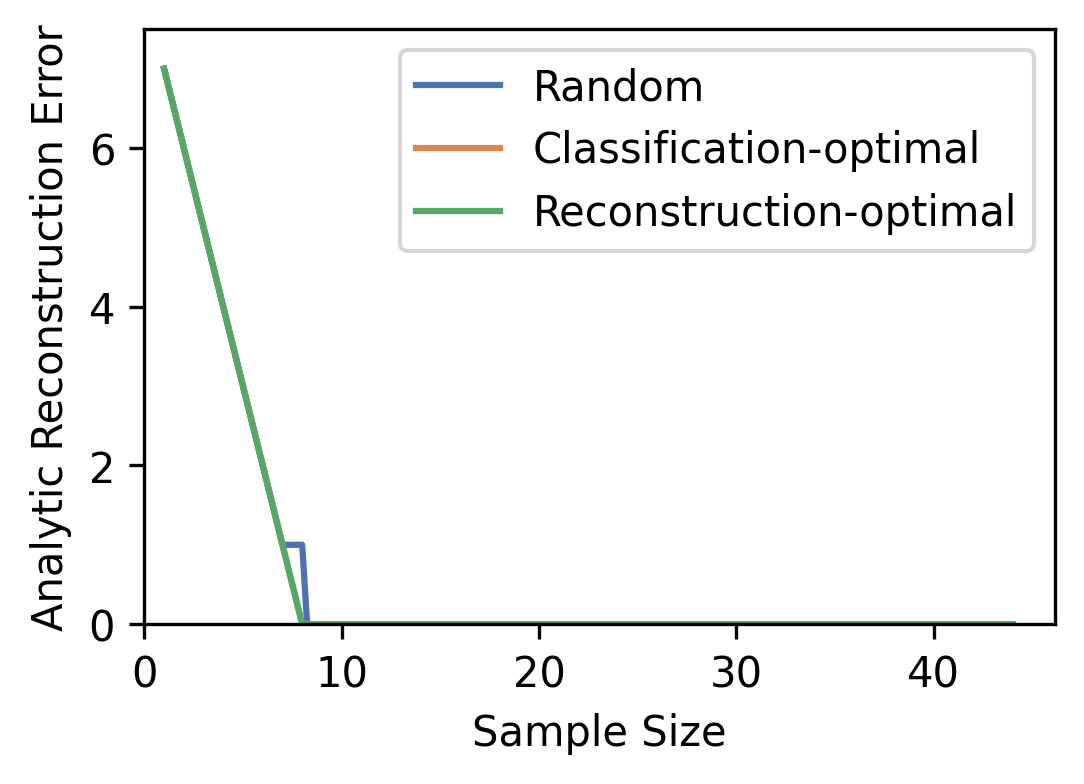 Analytic Reconstruction Error
6
4
2
0
Random
Classification-optimal
Reconstruction-optimal
0 10 20 30 40
Sample Size